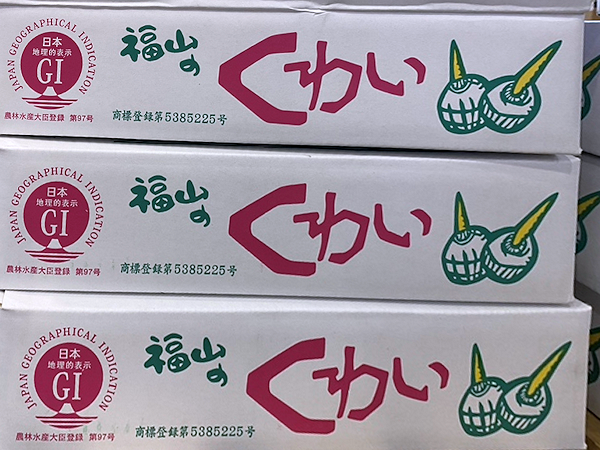 JAPAN GEOGRAPHICAL INDICATION
日本
地理的表示
GI
農林水産大臣登録 第97号
福山の
くわい
商標登録第5385225号
JAPAN GEOGRAPHICAL INDICATION
日本
地理的表示
GI
農林水産大臣登録 第97号
福山の
くわい
商標登録第5385225号
JAPAN GEOGRAPHICAL INDICATION
日本
地理的表示
GI
農林水産大臣登録 第97号
福山の
くわい
商標登録第5385225号